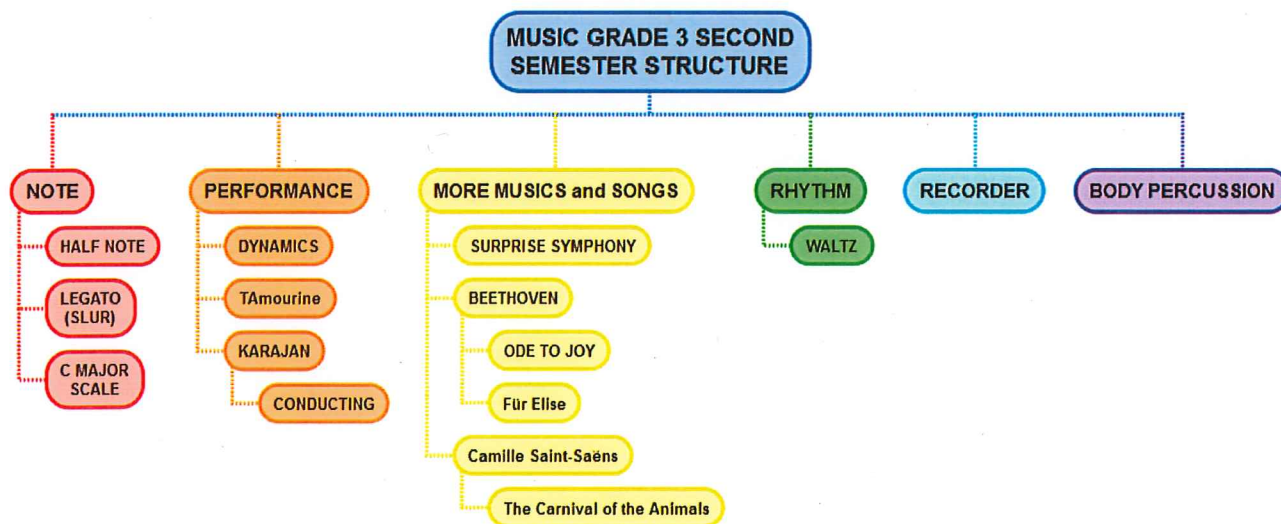 MUSIC GRADE 3 SECOND
SEMESTER STRUCTURE
NOTE
HALF NOTE
LEGATO
(SLUR)
C MAJOR
SCALE
PERFORMANCE
DYNAMICS
TAmourine
KARAJAN
CONDUCTING
MORE MUSICS and SONGS
SURPRISE SYMPHONY
BEETHOVEN
ODE TO JOY
Für Elise
Camille Saint-Saëns
The Carnival of the Animals
RHYTHM
WALTZ
RECORDER
BODY PERCUSSION